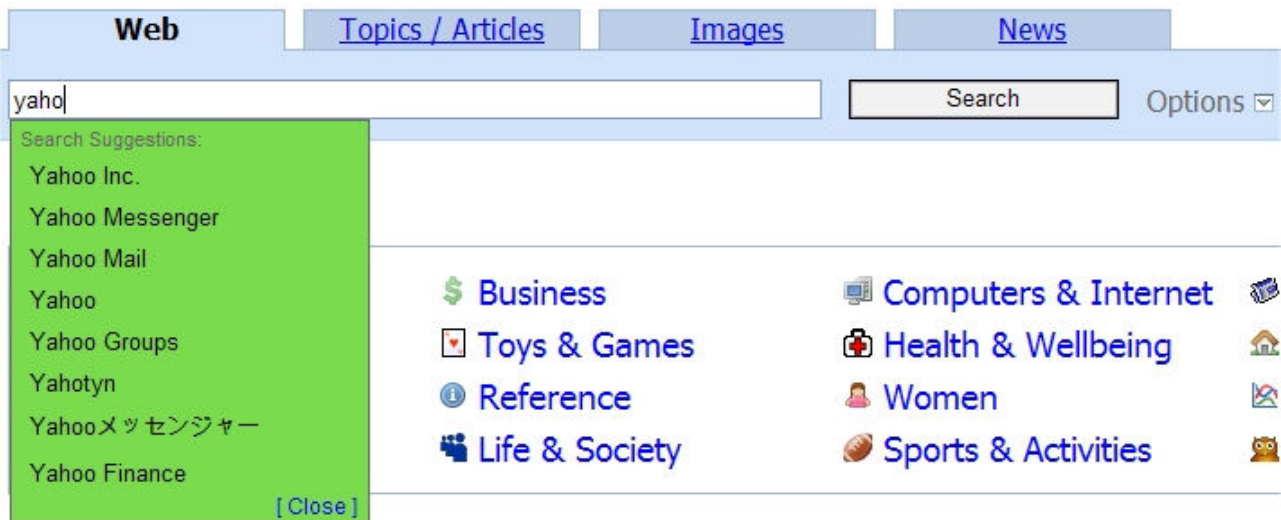 Web Topics / Articles Images News
yaho Search Options
Search Suggestions:
Yahoo Inc.
Yahoo Messenger
Yahoo Mail
Yahoo
Yahoo Groups
Yahotyn
Yahooメッセンジャー
Yahoo Finance
[ Close ]
Business Computers & Internet
Toys & Games Health & Wellbeing
Reference Women
Life & Society Sports & Activities